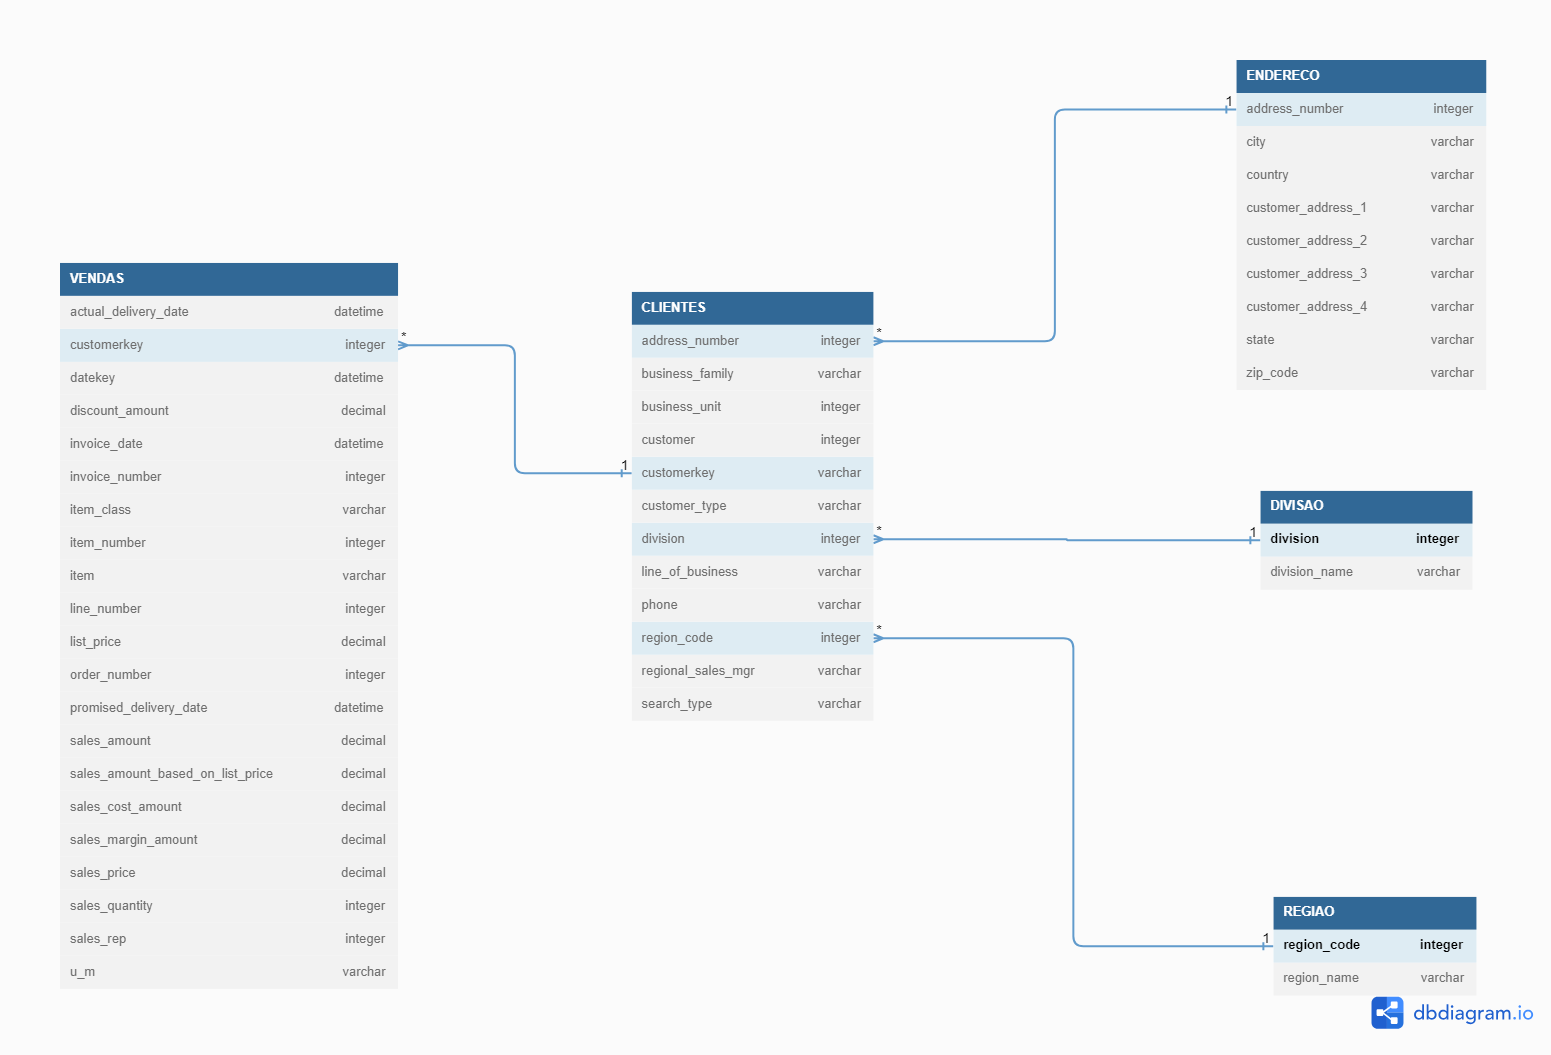 ENDERECO
address_number integer
city varchar
country varchar
customer_address_1 varchar
customer_address_2 varchar
customer_address_3 varchar
customer_address_4 varchar
state varchar
zip_code varchar
1
VENDAS
actual_delivery_date datetime
customerkey integer
datekey datetime
discount_amount decimal
invoice_date datetime
invoice_number integer
item_class varchar
item_number integer
item varchar
line_number integer
list_price decimal
order_number integer
promised_delivery_date datetime
sales_amount decimal
sales_amount_based_on_list_price decimal
sales_cost_amount decimal
sales_margin_amount decimal
sales_price decimal
sales_quantity integer
sales_rep integer
u_m varchar
*
1
CLIENTES
address_number integer
business_family varchar
business_unit integer
customer integer
customerkey varchar
customer_type varchar
division integer
line_of_business varchar
phone varchar
region_code integer
regional_sales_mgr varchar
search_type varchar
*
*
*
1
DIVISAO
division integer
division_name varchar
1
REGIAO
region_code integer
region_name varchar
dbdiagram.io